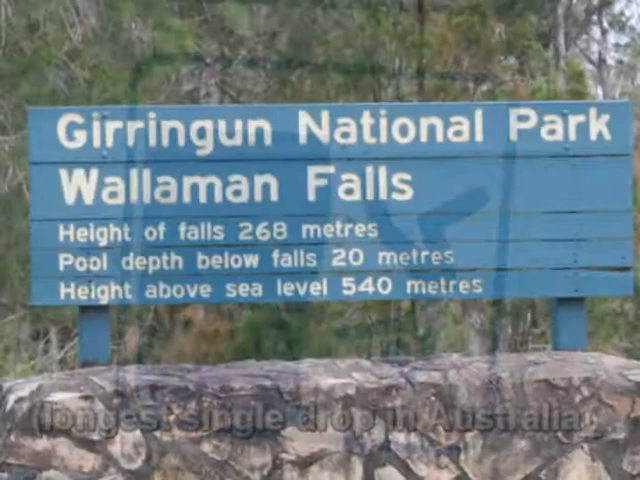 Girringun National Park
Wallaman Falls
Height of falls 268 metres
Pool depth below falls 20 metres
Height above sea level 540 metres
(longest single drop in Australia)